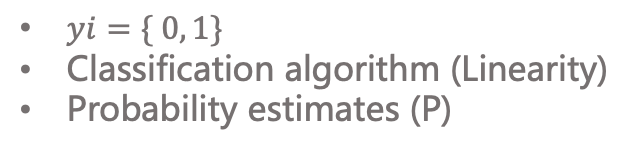 • yi = { 0, 1}
• Classification algorithm (Linearity)
• Probability estimates (P)